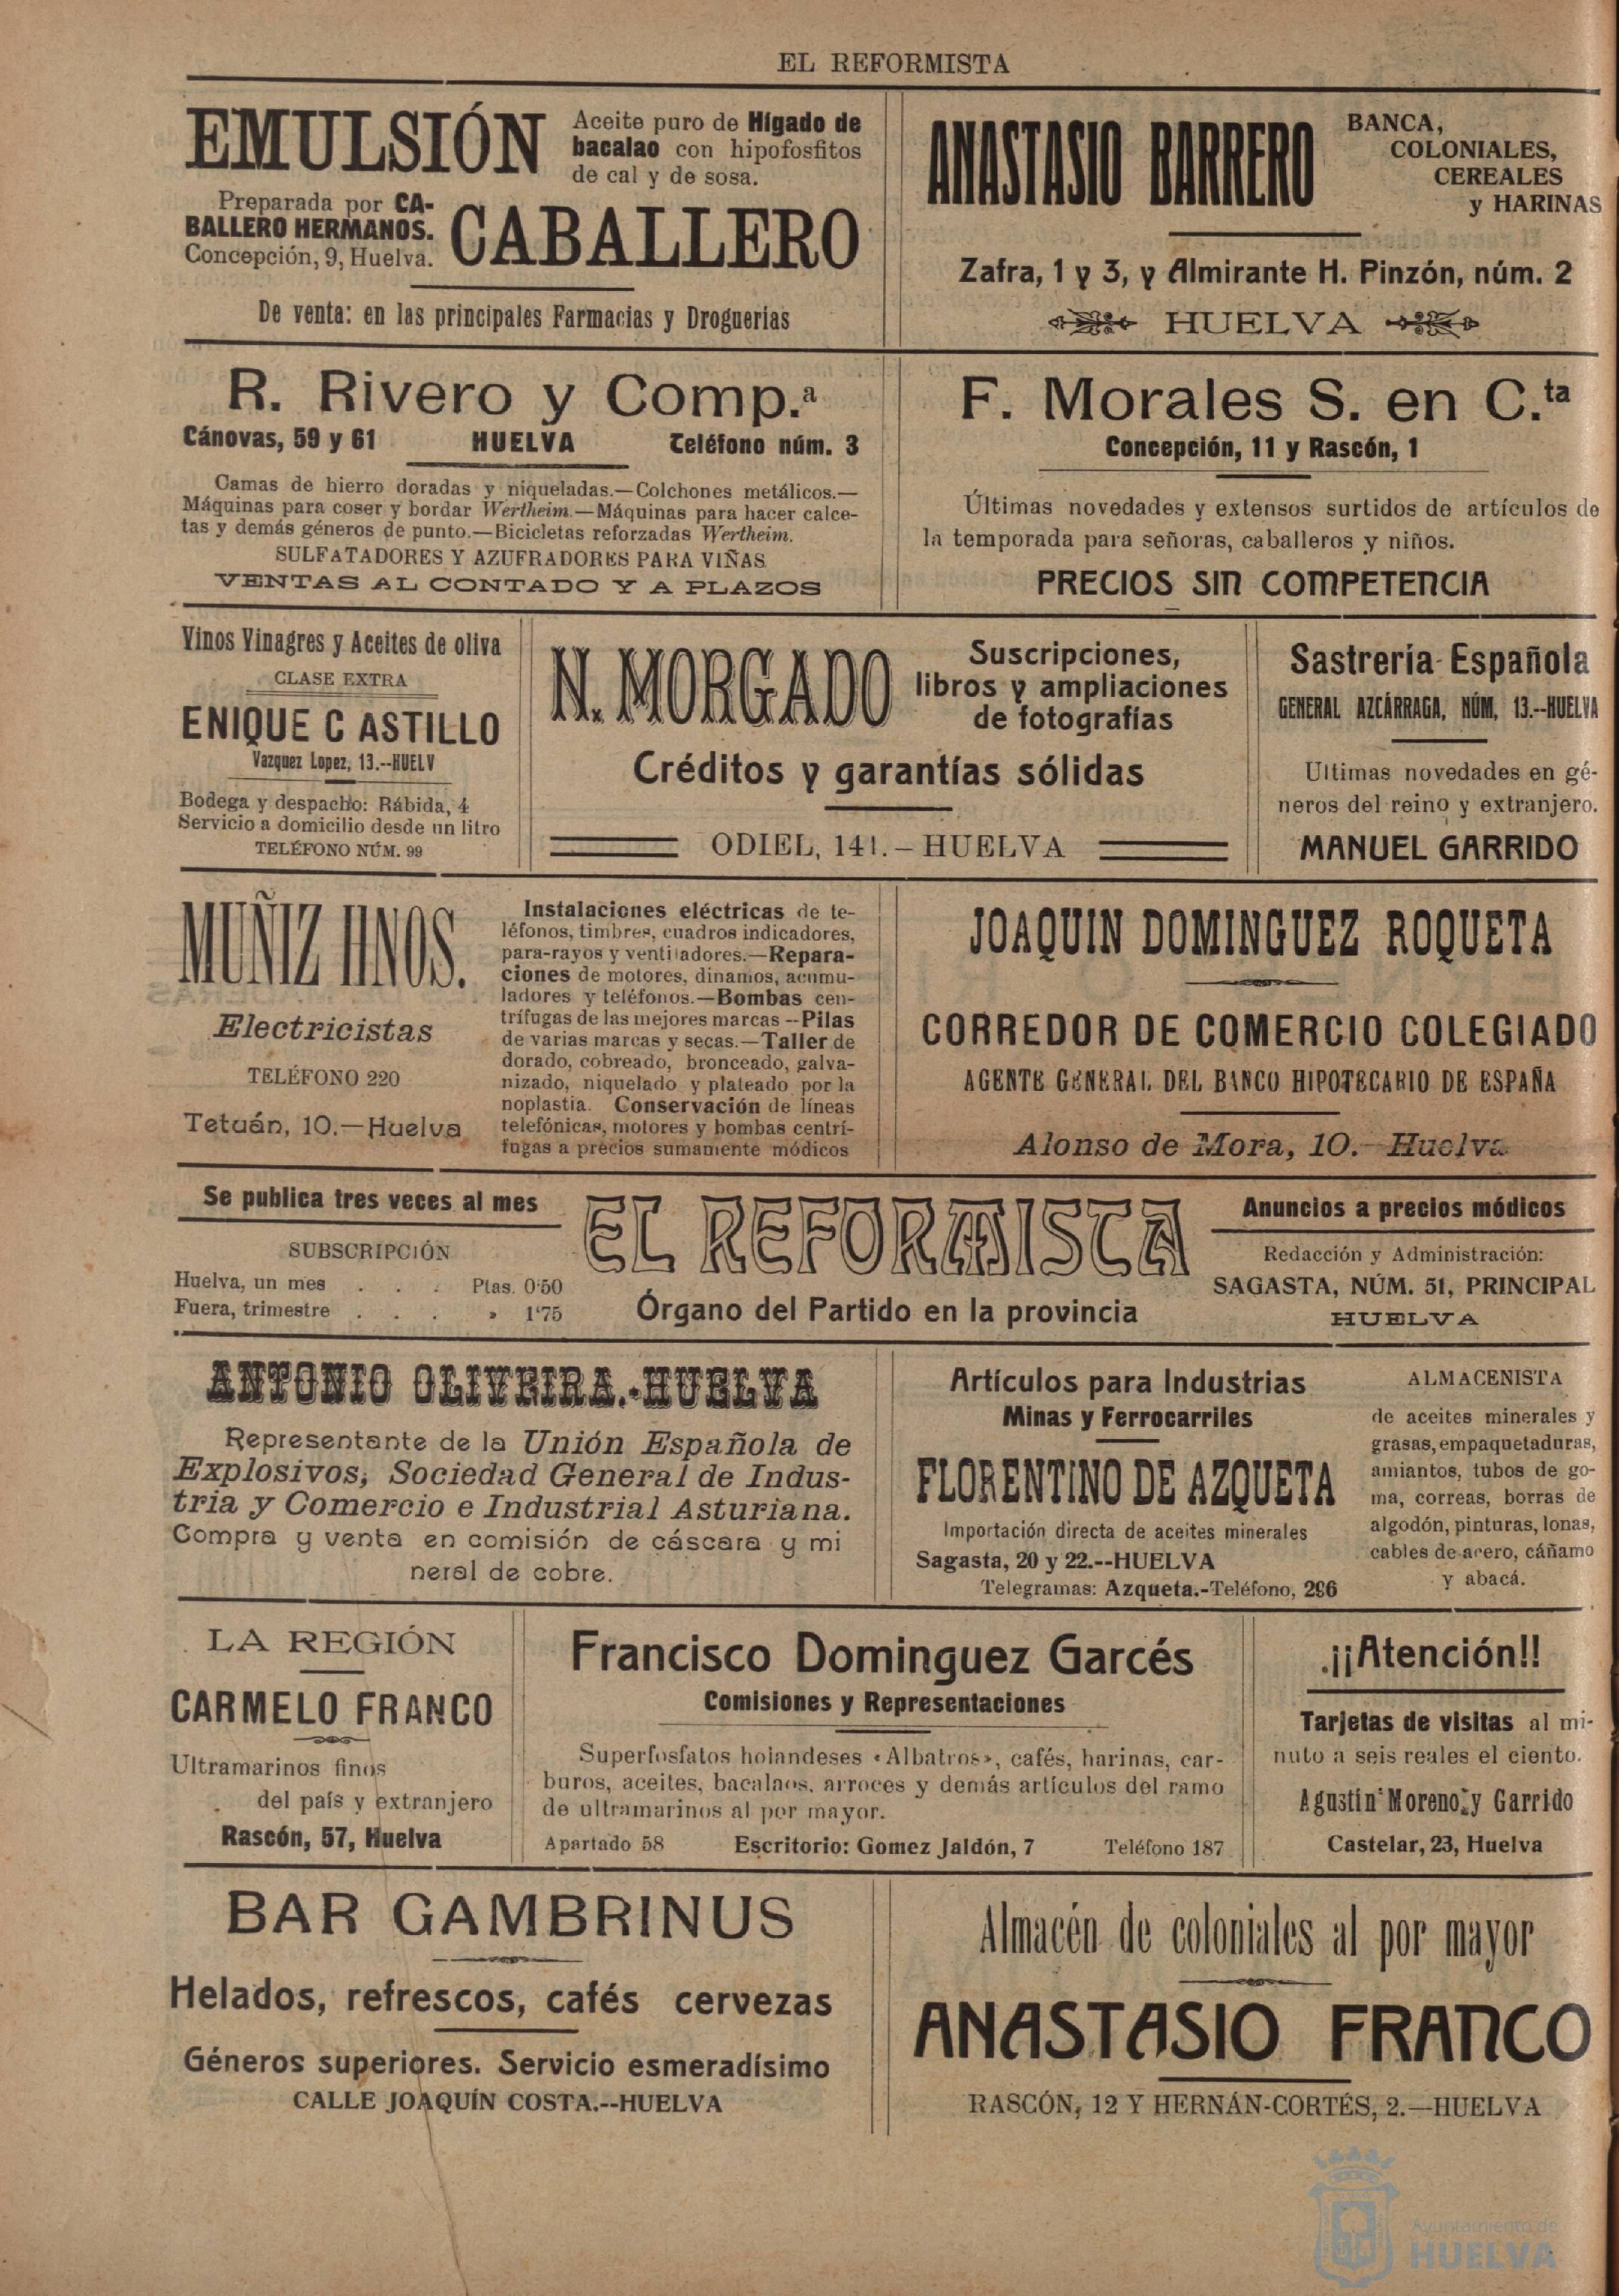 EL REFORMISTA
EMULSIÓN
Aceite puro de Hígado de
bacalao con hipofosfitos
de cal y de sosa.
Preparada por CA-
BALLERO HERMANOS.
Concepción, 9, Huelva.
CABALLERO
De venta: en las principales Farmacias y Droguerias
ANASTASIO BARRERO
BANCA,
COLONIALES,
CEREALES
y HARINAS
Zafra, 1 y 3, y Almirante H. Pinzón, núm. 2
HUELVA
R. Rivero y Comp.ª
Cánovas, 59 y 61 HUELVA Teléfono núm. 3
Camas de hierro doradas y niqueladas.—Colchones metálicos.—
Máquinas para coser y bordar Wertheim.—Máquinas para hacer calce-
tas y demás géneros de punto.—Bicicletas reforzadas Wertheim.
SULFATADORES Y AZUFRADORES PARA VIÑAS
VENTAS AL CONTADO Y A PLAZOS
F. Morales S. en C.ta
Concepción, 11 y Rascón, 1
Últimas novedades y extensos surtidos de artículos de
la temporada para señoras, caballeros y niños.
PRECIOS SIN COMPETENCIA
Vinos Vinagres y Aceites de oliva
CLASE EXTRA
ENIQUE C ASTILLO
Vazquez Lopez, 13.--HUELV
Bodega y despacho: Rábida, 4
Servicio a domicilio desde un litro
TELÉFONO NÚM. 99
N. MORGADO
Suscripciones,
libros y ampliaciones
de fotografías
Créditos y garantías sólidas
ODIEL, 141.—HUELVA
Sastrería Española
GENERAL AZCÁRRAGA, NÚM, 13.--HUELVA
Ultimas novedades en gé-
neros del reino y extranjero.
MANUEL GARRIDO
MUÑIZ HNOS.
Electricistas
TELÉFONO 220
Tetuán, 10.—Huelva
Instalaciones eléctricas de te-
léfonos, timbres, cuadros indicadores,
para-rayos y ventiladores.—Repara-
ciones de motores, dinamos, acumu-
ladores y teléfonos.—Bombas cen-
trífugas de las mejores marcas --Pilas
de varias marcas y secas.—Taller de
dorado, cobreado, bronceado, galva-
nizado, niquelado y plateado por la
noplastia. Conservación de líneas
telefónicas, motores y bombas centrí-
fugas a precios sumamente módicos
JOAQUIN DOMINGUEZ ROQUETA
CORREDOR DE COMERCIO COLEGIADO
AGENTE GENERAL DEL BANCO HIPOTECARIO DE ESPAÑA
Alonso de Mora, 10.—Huelva
Se publica tres veces al mes
SUBSCRIPCIÓN
Huelva, un mes . . . Ptas. 0'50
Fuera, trimestre . . . » 1'75
EL REFORMISTA
Órgano del Partido en la provincia
Anuncios a precios módicos
Redacción y Administración:
SAGASTA, NÚM. 51, PRINCIPAL
HUELVA
ANTONIO OLIVEIRA.-HUELVA
Representante de la Unión Española de
Explosivos, Sociedad General de Indus-
tria y Comercio e Industrial Asturiana.
Compra y venta en comisión de cáscara y mi
neral de cobre.
Artículos para Industrias
Minas y Ferrocarriles
FLORENTINO DE AZQUETA
Importación directa de aceites minerales
Sagasta, 20 y 22.--HUELVA
Telegramas: Azqueta.-Teléfono, 296
ALMACENISTA
de aceites minerales y
grasas, empaquetaduras,
amiantos, tubos de go-
ma, correas, borras de
algodón, pinturas, lonas,
cables de acero, cáñamo
y abacá.
LA REGIÓN
CARMELO FRANCO
Ultramarinos finos
del país y extranjero
Rascón, 57, Huelva
Francisco Dominguez Garcés
Comisiones y Representaciones
Superfosfatos holandeses «Albatros», cafés, harinas, car-
buros, aceites, bacalaos, arroces y demás artículos del ramo
de ultramarinos al por mayor.
Apartado 58 Escritorio: Gomez Jaldón, 7 Teléfono 187
¡¡Atención!!
Tarjetas de visitas al mi-
nuto a seis reales el ciento.
Agustín Moreno y Garrido
Castelar, 23, Huelva
BAR GAMBRINUS
Helados, refrescos, cafés cervezas
Géneros superiores. Servicio esmeradísimo
CALLE JOAQUÍN COSTA.--HUELVA
Almacén de coloniales al por mayor
ANASTASIO FRANCO
RASCÓN, 12 Y HERNÁN-CORTÉS, 2.—HUELVA
Ayuntamiento de
HUELVA